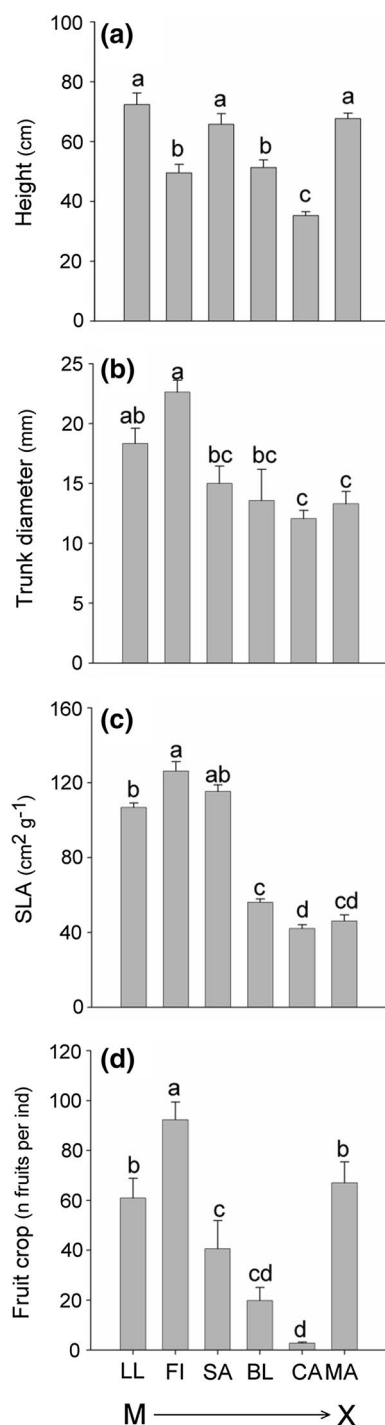 (a)
Height (cm)
100
80
60
40
20
0
a b a b c a
(b)
Trunk diameter (mm)
25
20
15
10
5
0
ab a bc bc c c
(c)
SLA (cm² g⁻¹)
160
120
80
40
0
b a ab c d cd
(d)
Fruit crop (n fruits per ind)
120
100
80
60
40
20
0
b a c cd d b
LL FI SA BL CA MA
M X